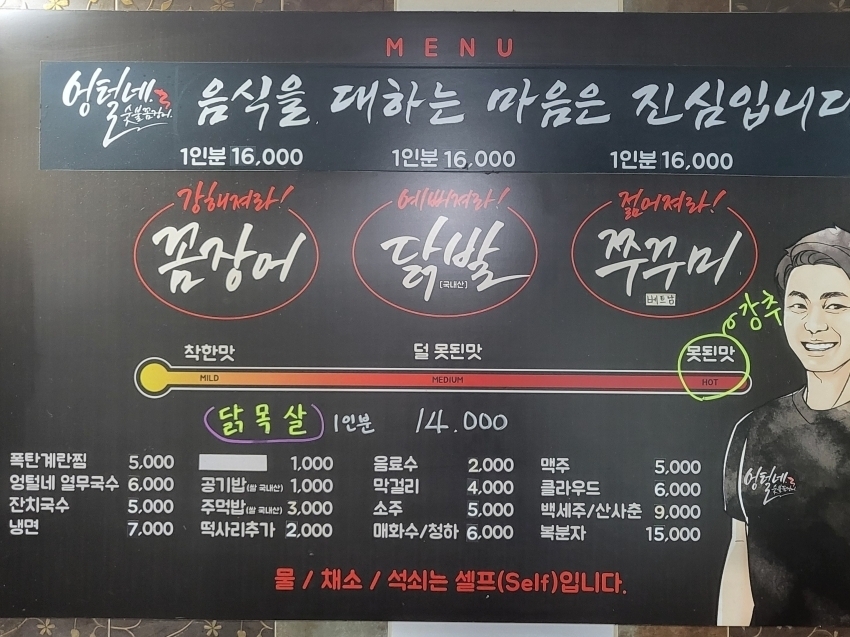 MENU
엉털네
숯불꼼장어
음식을 대하는 마음은 진심입니다
1인분 16,000
1인분 16,000
1인분 16,000
강해져라!
꼼장어
예뻐져라!
닭발
[국내산]
젊어져라!
쭈꾸미
베트남
강추
착한맛
덜 못된맛
못된맛
MILD
MEDIUM
HOT
닭목살 1인분 14.000
폭탄계란찜 5,000
엉털네 열무국수 6,000
잔치국수 5,000
냉면 7,000
1,000
공기밥(쌀 국내산) 1,000
주먹밥(쌀 국내산) 3,000
떡사리추가 2,000
음료수 2,000
막걸리 4,000
소주 5,000
매화수/청하 6,000
맥주 5,000
클라우드 6,000
백세주/산사춘 9,000
복분자 15,000
엉털네
숯불꼼장어
물 / 채소 / 석쇠는 셀프(Self)입니다.